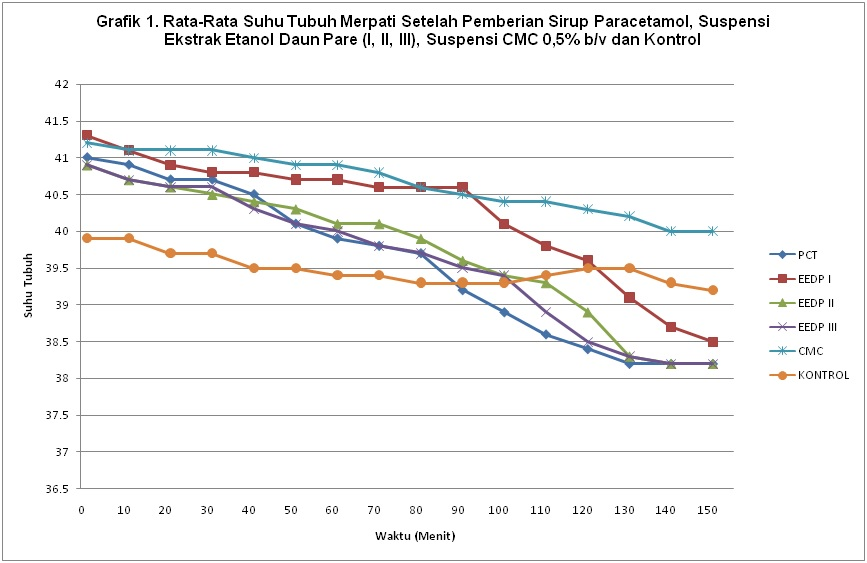 Grafik 1. Rata-Rata Suhu Tubuh Merpati Setelah Pemberian Sirup Paracetamol, Suspensi
Ekstrak Etanol Daun Pare (I, II, III), Suspensi CMC 0,5% b/v dan Kontrol
42
41.5
41
40.5
40
39.5
39
38.5
38
37.5
37
36.5
Suhu Tubuh
0 10 20 30 40 50 60 70 80 90 100 110 120 130 140 150
Waktu (Menit)
PCT
EEDP I
EEDP II
EEDP III
CMC
KONTROL